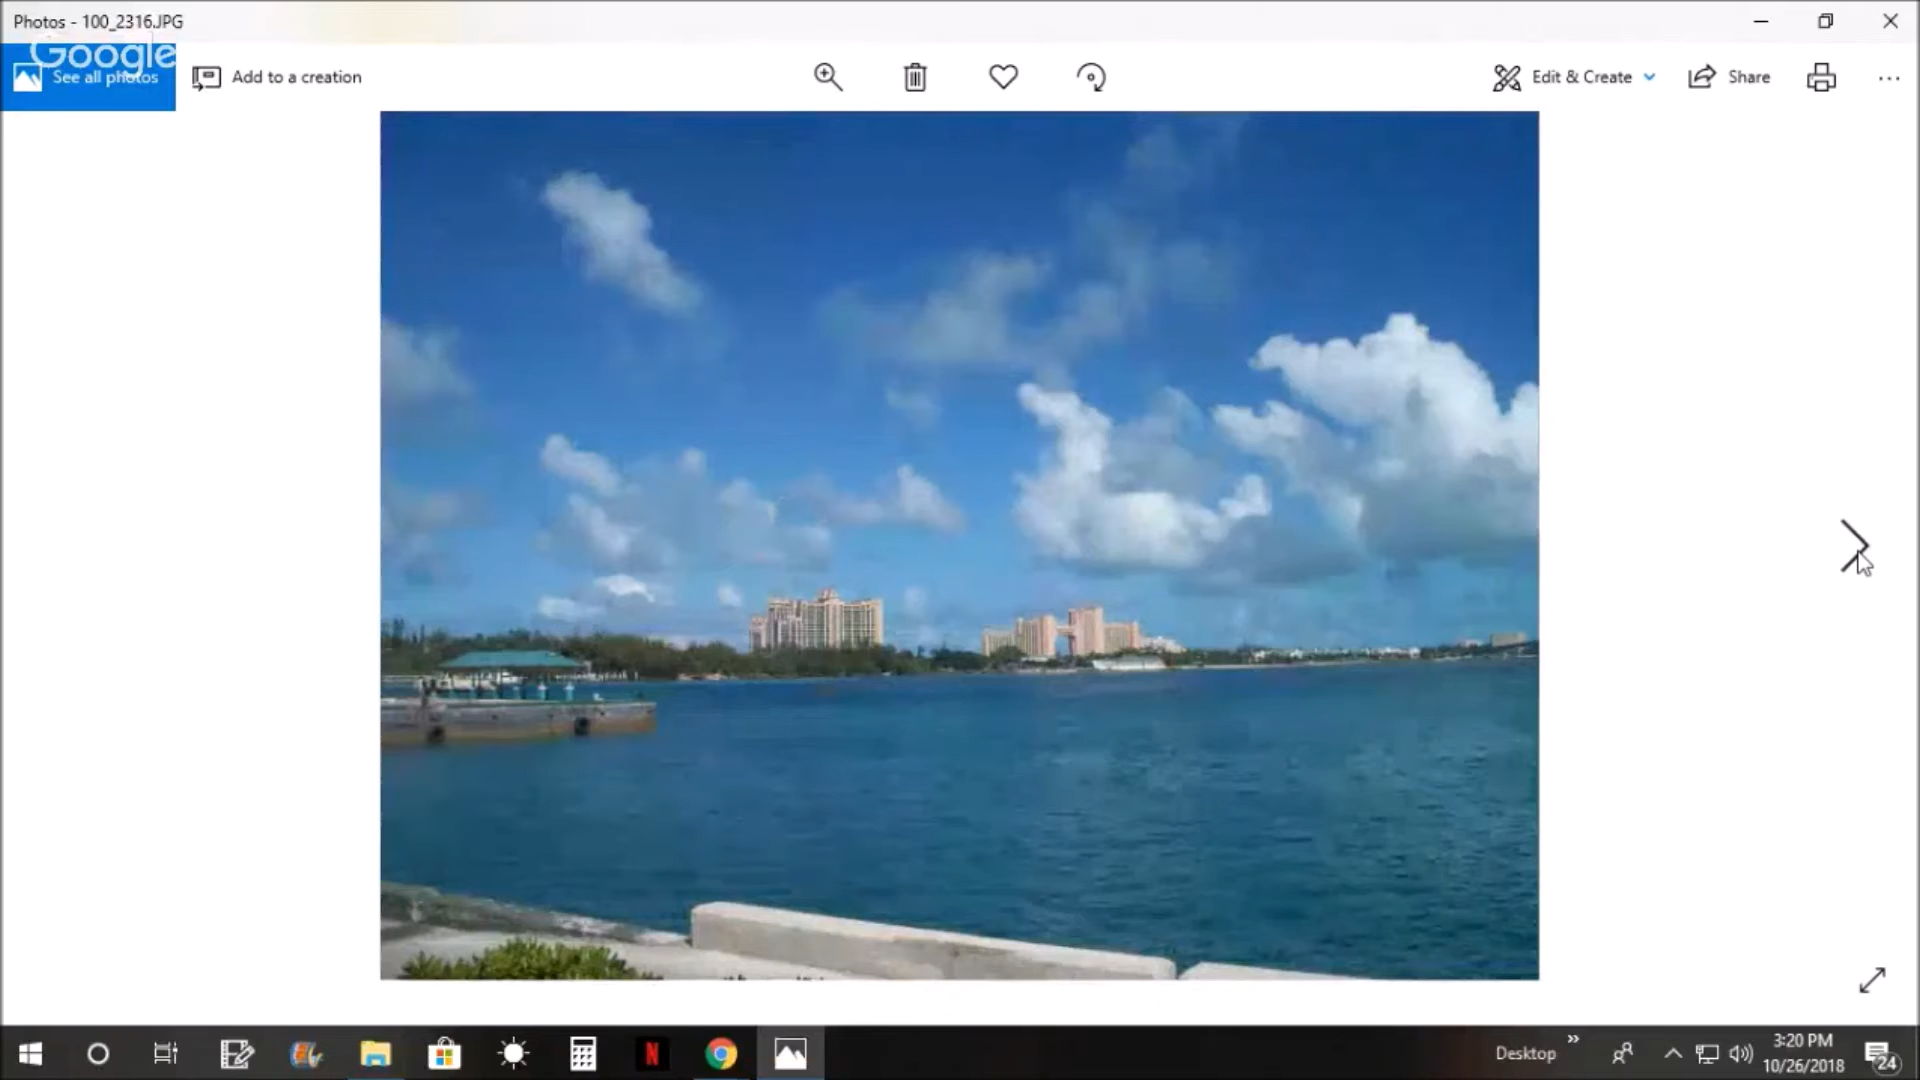 Photos - 100_2316.JPG
Google
See all photos
Add to a creation
Edit & Create
Share
Desktop
3:20 PM
10/26/2018
24
N